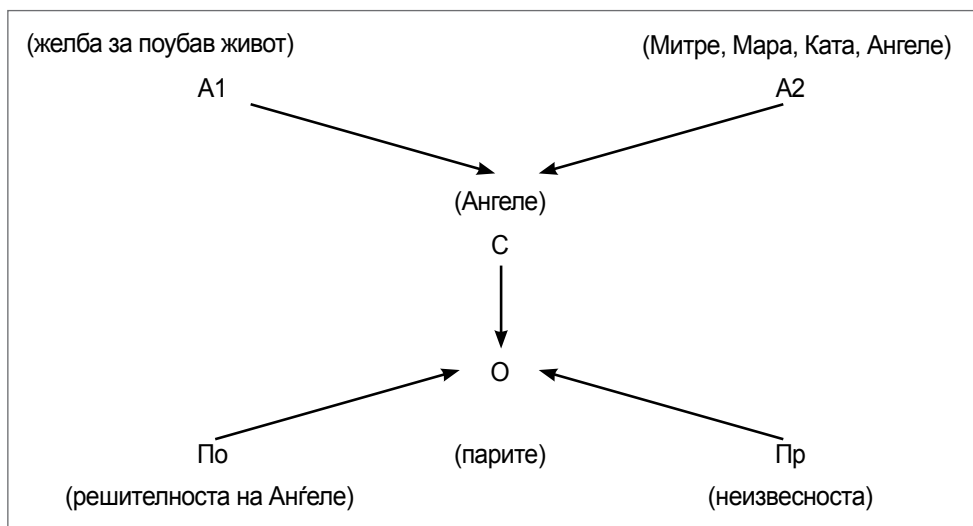 (желба за поубав живот) (Митре, Мара, Ката, Ангеле)
А1 А2
(Ангеле)
С
О
По (парите) Пр
(решителноста на Анѓеле) (неизвесноста)